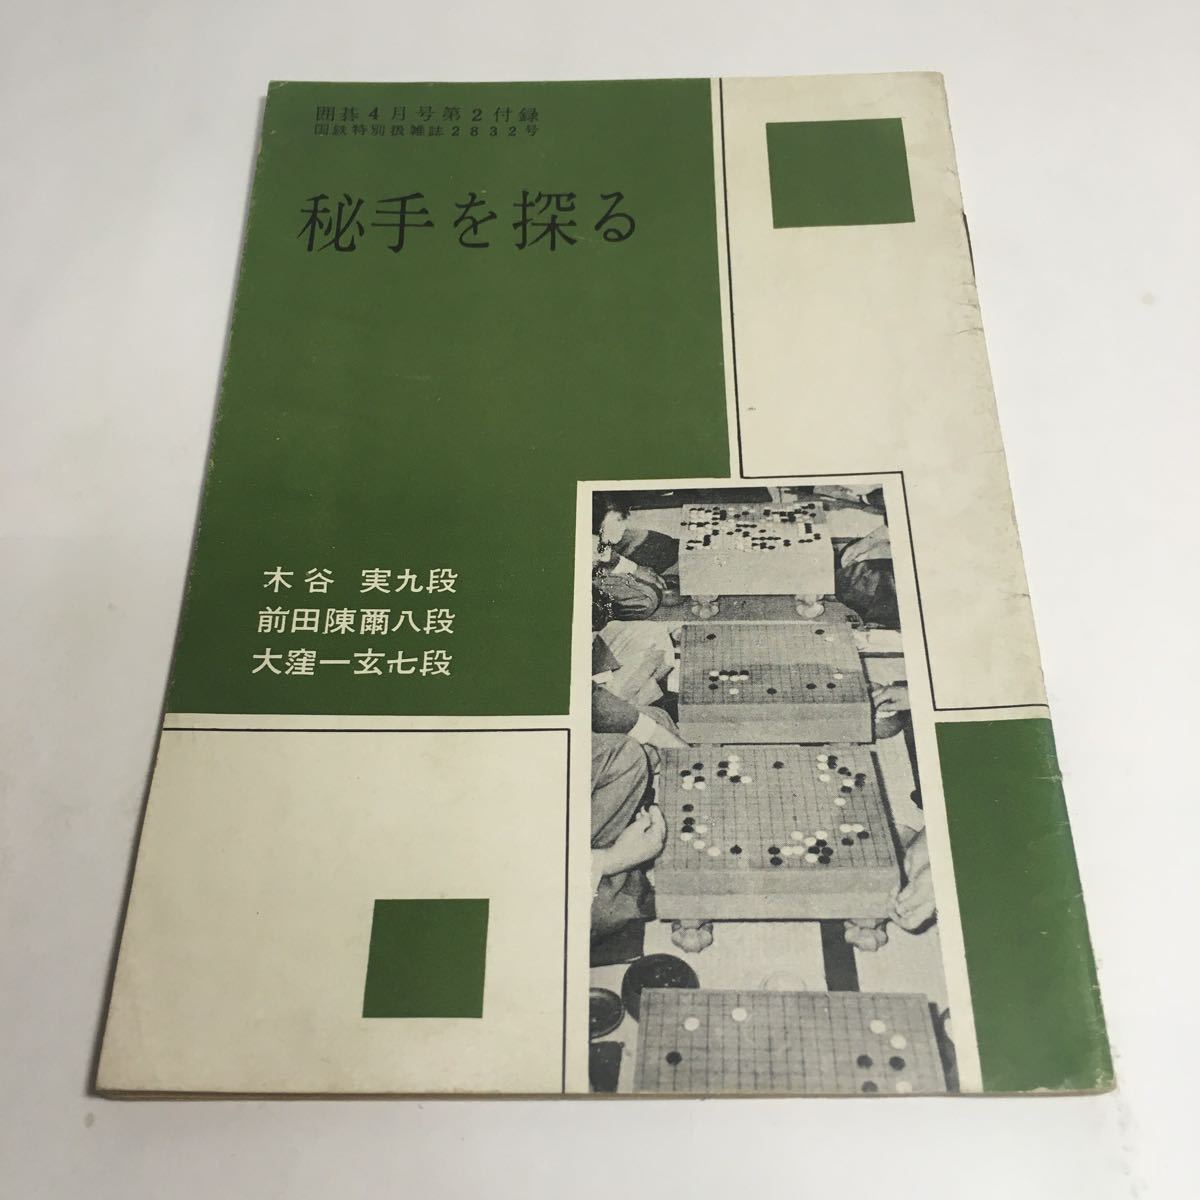 囲碁4月号第2付録
国鉄特別扱雑誌2832号
秘手を探る
木谷 実九段
前田陳爾八段
大窪一玄七段